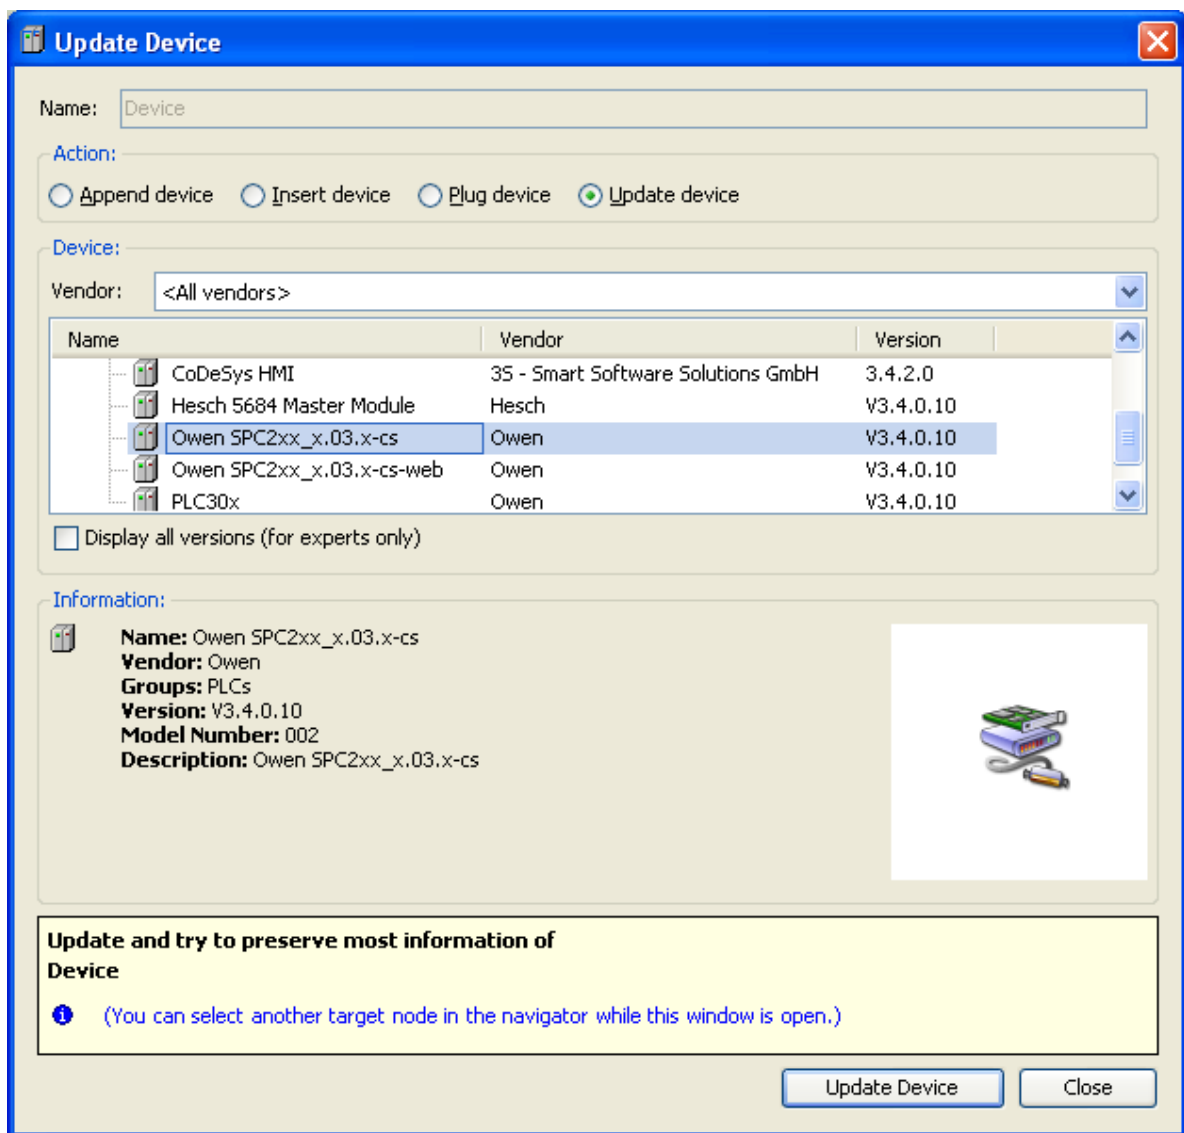 Update Device
Name: Device
Action:
Append device Insert device Plug device Update device
Device:
Vendor: <All vendors>
Name Vendor Version
CoDeSys HMI 3S - Smart Software Solutions GmbH 3.4.2.0
Hesch 5684 Master Module Hesch V3.4.0.10
Owen SPC2xx_x.03.x-cs Owen V3.4.0.10
Owen SPC2xx_x.03.x-cs-web Owen V3.4.0.10
PLC30x Owen V3.4.0.10
Display all versions (for experts only)
Information:
Name: Owen SPC2xx_x.03.x-cs
Vendor: Owen
Groups: PLCs
Version: V3.4.0.10
Model Number: 002
Description: Owen SPC2xx_x.03.x-cs
Update and try to preserve most information of
Device
(You can select another target node in the navigator while this window is open.)
Update Device Close